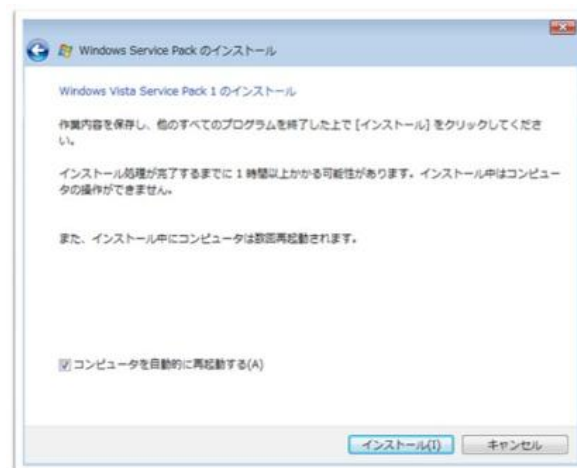 Windows Service Pack のインストール
Windows Vista Service Pack 1 のインストール
作業内容を保存し、他のすべてのプログラムを終了した上で [インストール] をクリックしてくださ
い。
インストール処理が完了するまでに 1 時間以上かかる可能性があります。インストール中はコンピュー
タの操作ができません。
また、インストール中にコンピュータは数回再起動されます。
コンピュータを自動的に再起動する(A)
インストール(I)
キャンセル